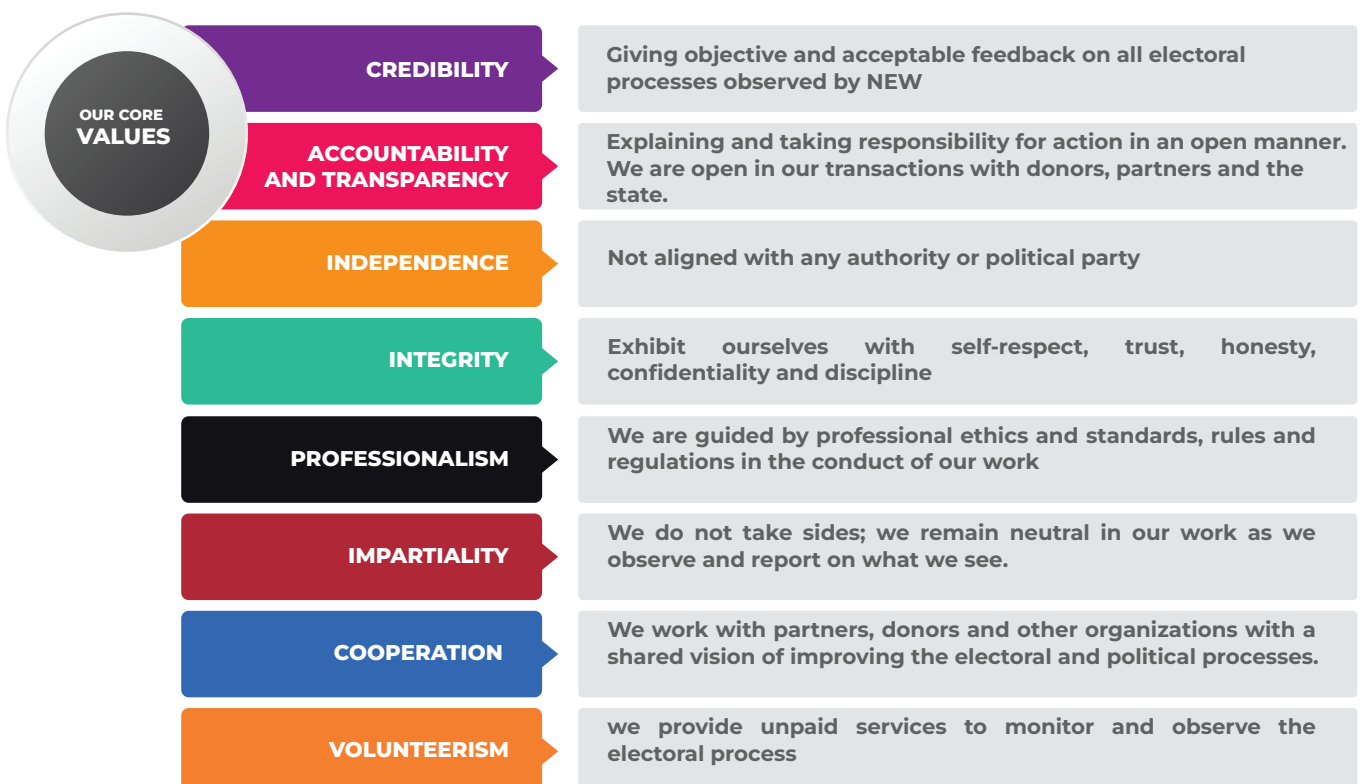 OUR CORE
VALUES
CREDIBILITY
Giving objective and acceptable feedback on all electoral
processes observed by NEW
ACCOUNTABILITY
AND TRANSPARENCY
Explaining and taking responsibility for action in an open manner.
We are open in our transactions with donors, partners and the
state.
INDEPENDENCE
Not aligned with any authority or political party
INTEGRITY
Exhibit ourselves with self-respect, trust, honesty,
confidentiality and discipline
PROFESSIONALISM
We are guided by professional ethics and standards, rules and
regulations in the conduct of our work
IMPARTIALITY
We do not take sides; we remain neutral in our work as we
observe and report on what we see.
COOPERATION
We work with partners, donors and other organizations with a
shared vision of improving the electoral and political processes.
VOLUNTEERISM
we provide unpaid services to monitor and observe the
electoral process